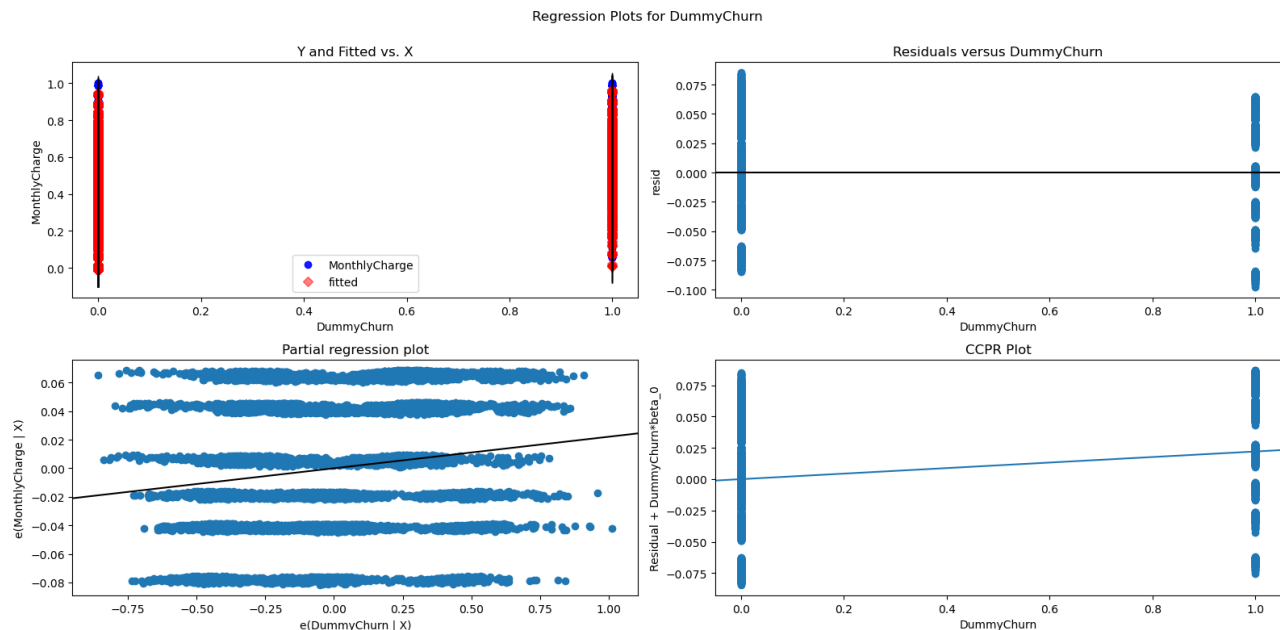 Regression Plots for DummyChurn
Y and Fitted vs. X
MonthlyCharge
1.0
0.8
0.6
0.4
0.2
0.0
MonthlyCharge
fitted
0.0 0.2 0.4 0.6 0.8 1.0
DummyChurn
Residuals versus DummyChurn
resid
0.075
0.050
0.025
0.000
−0.025
−0.050
−0.075
−0.100
0.0 0.2 0.4 0.6 0.8 1.0
DummyChurn
Partial regression plot
e(MonthlyCharge | X)
0.06
0.04
0.02
0.00
−0.02
−0.04
−0.06
−0.08
−0.75 −0.50 −0.25 0.00 0.25 0.50 0.75 1.00
e(DummyChurn | X)
CCPR Plot
Residual + DummyChurn*beta_0
0.075
0.050
0.025
0.000
−0.025
−0.050
−0.075
0.0 0.2 0.4 0.6 0.8 1.0
DummyChurn